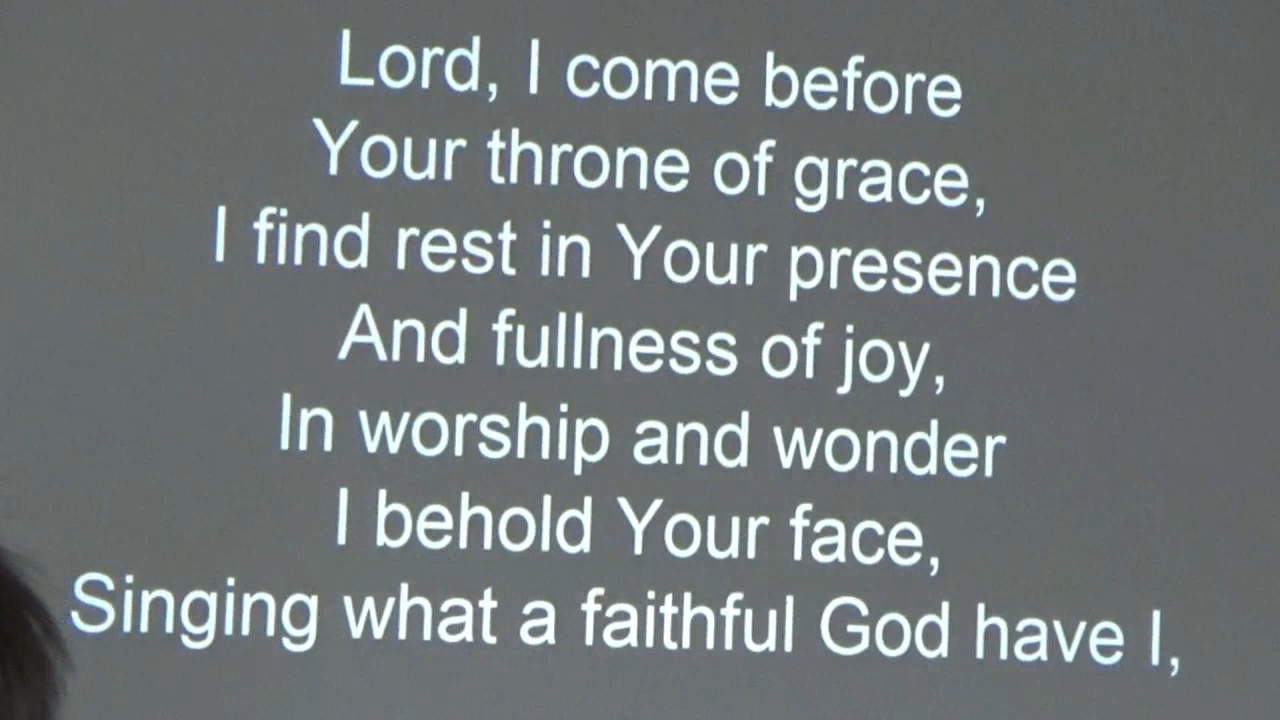 Lord, I come before
Your throne of grace,
I find rest in Your presence
And fullness of joy,
In worship and wonder
I behold Your face,
Singing what a faithful God have I,